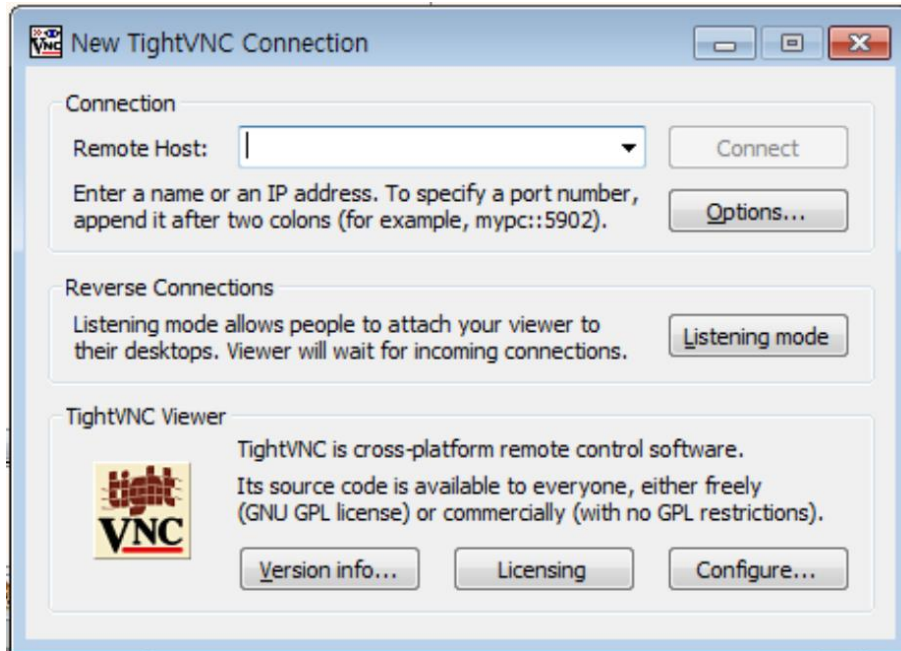 New TightVNC Connection
Connection
Remote Host:
Connect
Enter a name or an IP address. To specify a port number,
append it after two colons (for example, mypc::5902).
Options...
Reverse Connections
Listening mode allows people to attach your viewer to
their desktops. Viewer will wait for incoming connections.
Listening mode
TightVNC Viewer
tight
VNC
TightVNC is cross-platform remote control software.
Its source code is available to everyone, either freely
(GNU GPL license) or commercially (with no GPL restrictions).
Version info...
Licensing
Configure...